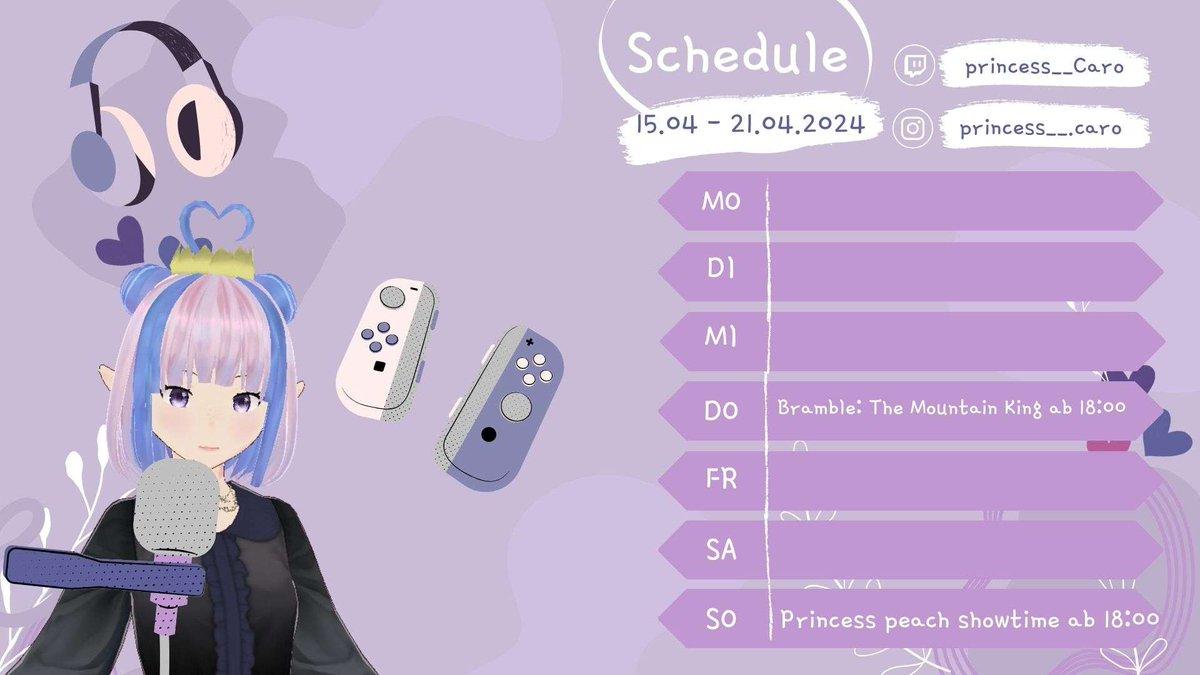 Schedule
princess__Caro
15.04 - 21.04.2024
princess__.caro
MO
DI
MI
DO Bramble: The Mountain King ab 18:00
FR
SA
SO Princess peach showtime ab 18:00